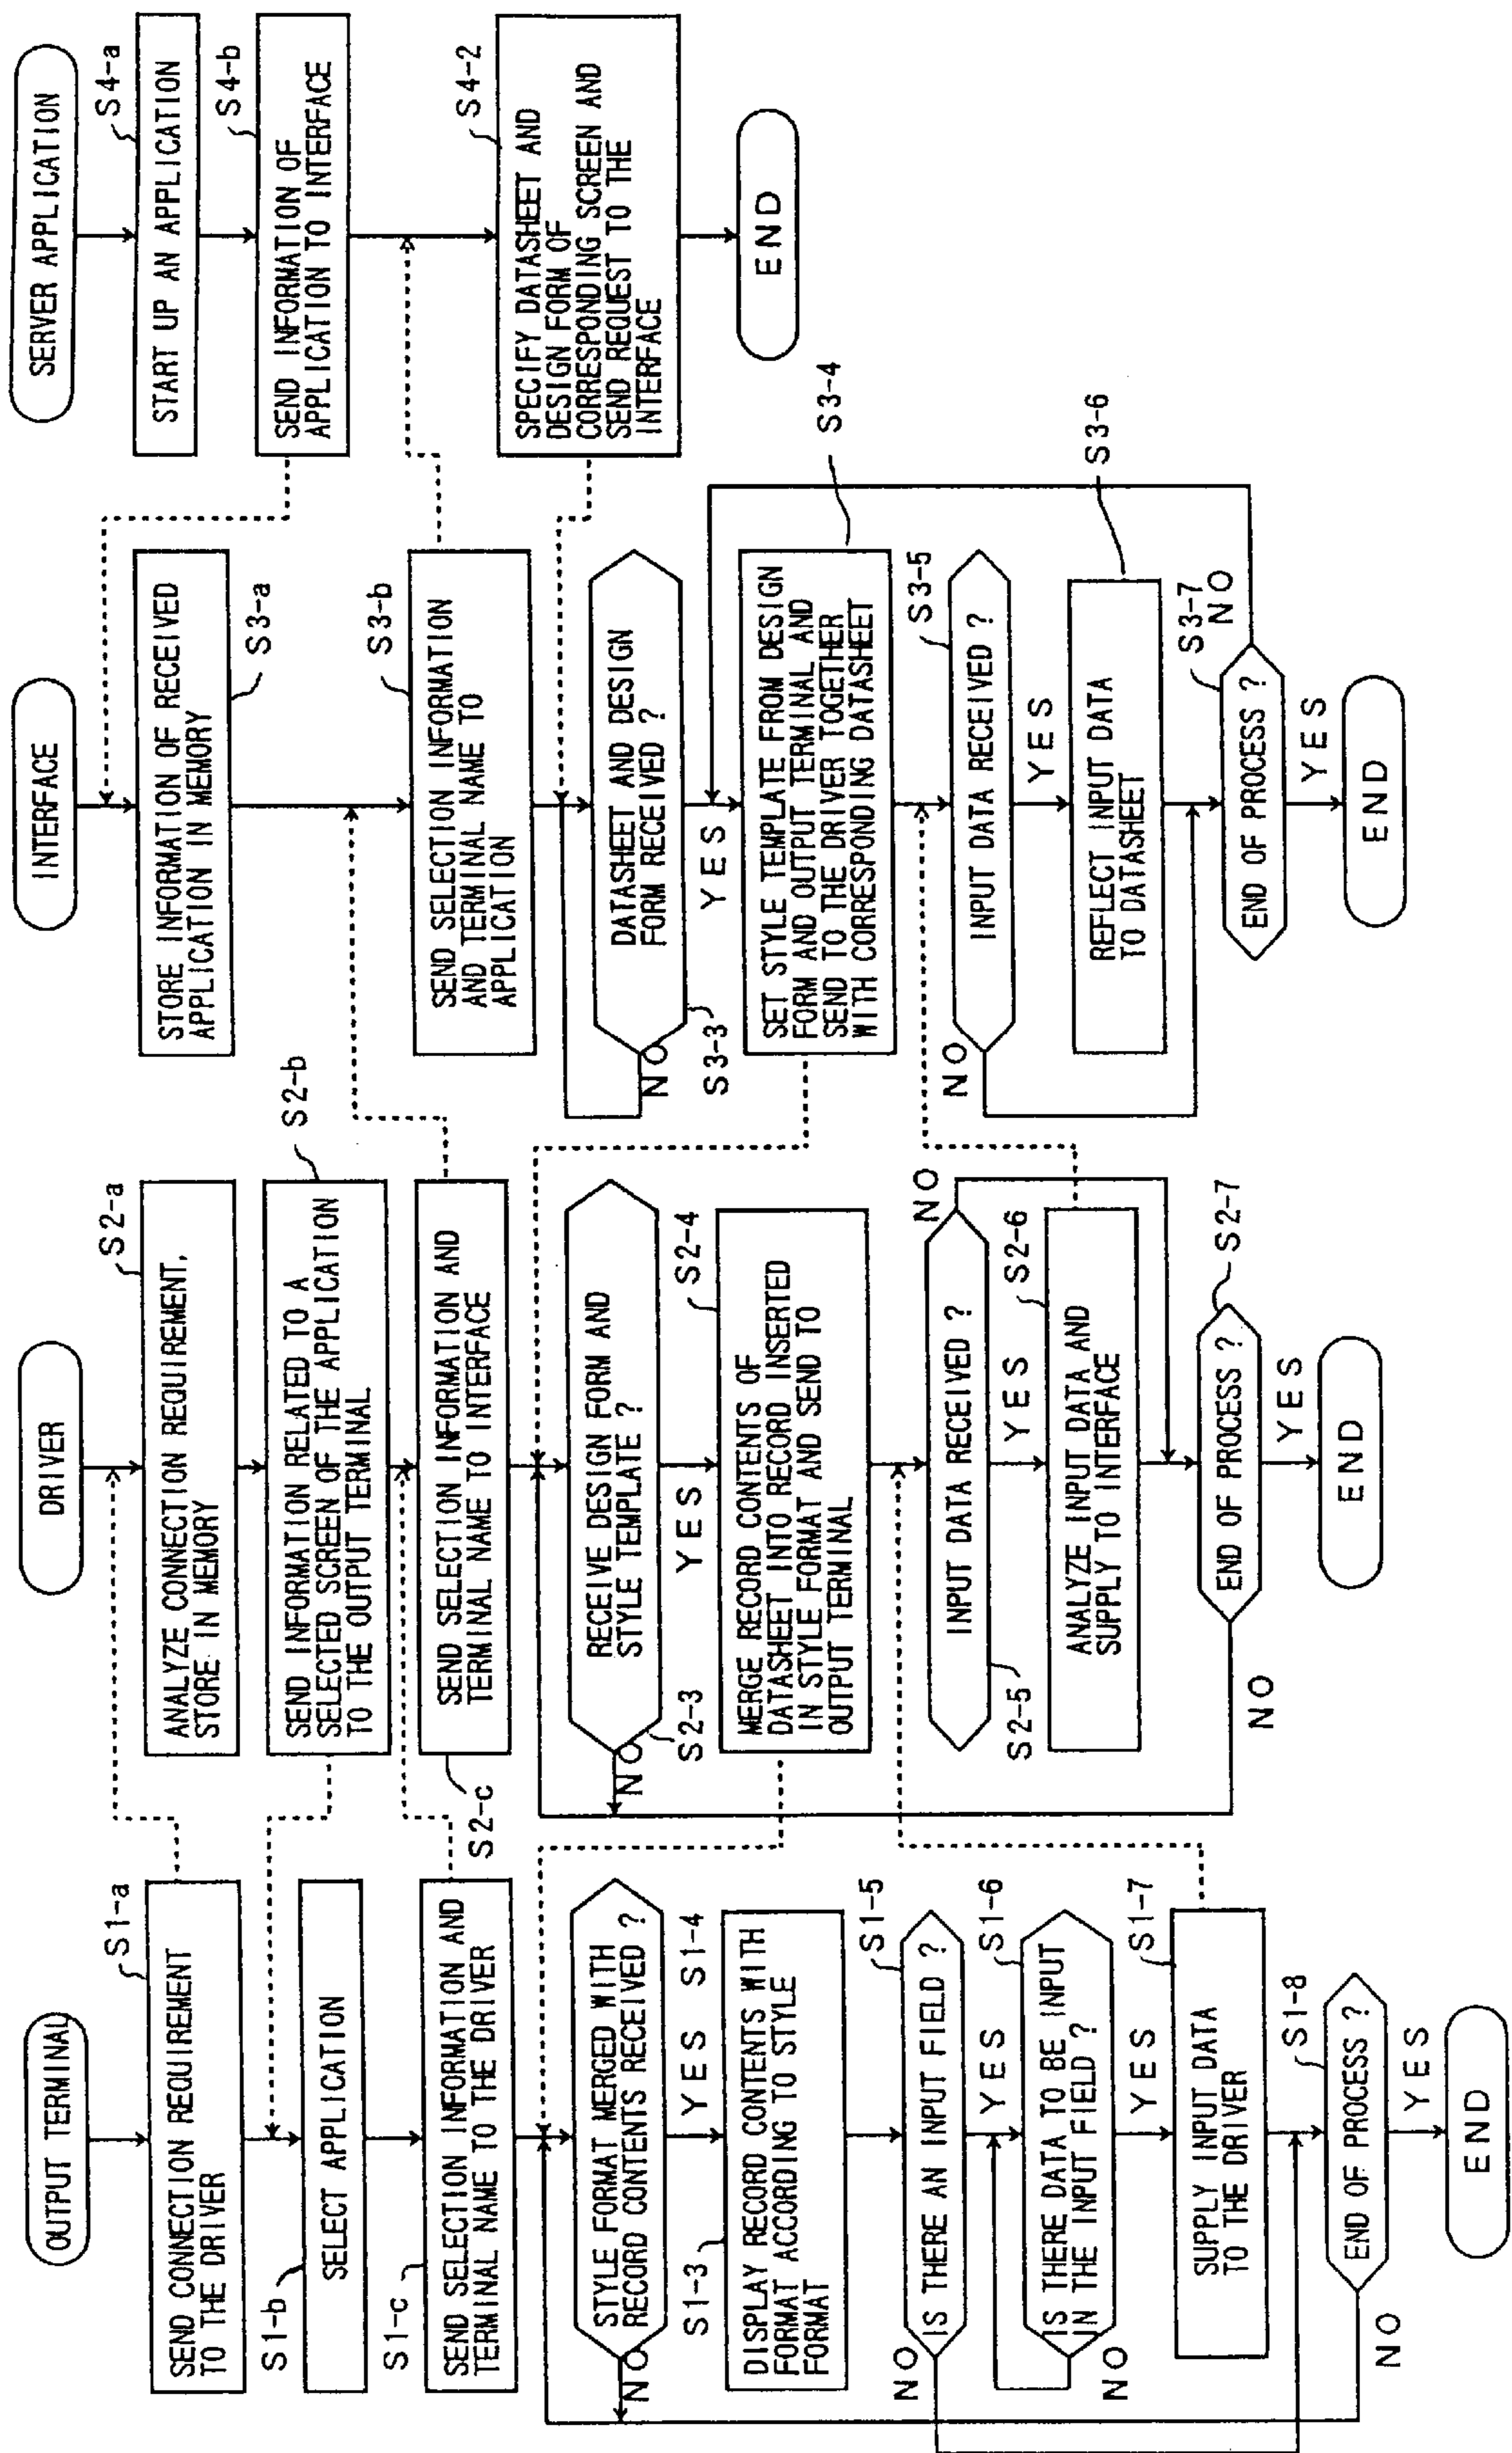 OUTPUT TERMINAL
S1-a
SEND CONNECTION REQUIREMENT
TO THE DRIVER
S1-b
SELECT APPLICATION
S1-c
SEND SELECTION INFORMATION AND
TERMINAL NAME TO THE DRIVER
STYLE FORMAT MERGED WITH
RECORD CONTENTS RECEIVED ?
NO
YES
S1-4
S1-3
DISPLAY RECORD CONTENTS WITH
FORMAT ACCORDING TO STYLE
FORMAT
S1-5
IS THERE AN INPUT FIELD ?
NO
YES
S1-6
IS THERE DATA TO BE INPUT
IN THE INPUT FIELD ?
NO
YES
S1-7
SUPPLY INPUT DATA
TO THE DRIVER
S1-8
END OF PROCESS ?
NO
YES
END
DRIVER
S2-a
ANALYZE CONNECTION REQUIREMENT,
STORE IN MEMORY
S2-b
SEND INFORMATION RELATED TO A
SELECTED SCREEN OF THE APPLICATION
TO THE OUTPUT TERMINAL
SEND SELECTION INFORMATION AND
TERMINAL NAME TO INTERFACE
S2-c
RECEIVE DESIGN FORM AND
STYLE TEMPLATE ?
NO
S2-3
YES
S2-4
MERGE RECORD CONTENTS OF
DATASHEET INTO RECORD INSERTED
IN STYLE FORMAT AND SEND TO
OUTPUT TERMINAL
NO
INPUT DATA RECEIVED ?
S2-5
YES
S2-6
ANALYZE INPUT DATA AND
SUPPLY TO INTERFACE
S2-7
END OF PROCESS ?
NO
YES
END
INTERFACE
STORE INFORMATION OF RECEIVED
APPLICATION IN MEMORY
S3-a
S3-b
SEND SELECTION INFORMATION
AND TERMINAL NAME TO
APPLICATION
DATASHEET AND DESIGN
FORM RECEIVED ?
NO
S3-3
YES
S3-4
SET STYLE TEMPLATE FROM DESIGN
FORM AND OUTPUT TERMINAL AND
SEND TO THE DRIVER TOGETHER
WITH CORRESPONDING DATASHEET
S3-5
INPUT DATA RECEIVED ?
NO
YES
S3-6
REFLECT INPUT DATA
TO DATASHEET
S3-7
NO
END OF PROCESS ?
YES
END
SERVER APPLICATION
S4-a
START UP AN APPLICATION
S4-b
SEND INFORMATION OF
APPLICATION TO INTERFACE
S4-2
SPECIFY DATASHEET AND
DESIGN FORM OF
CORRESPONDING SCREEN AND
SEND REQUEST TO THE
INTERFACE
END